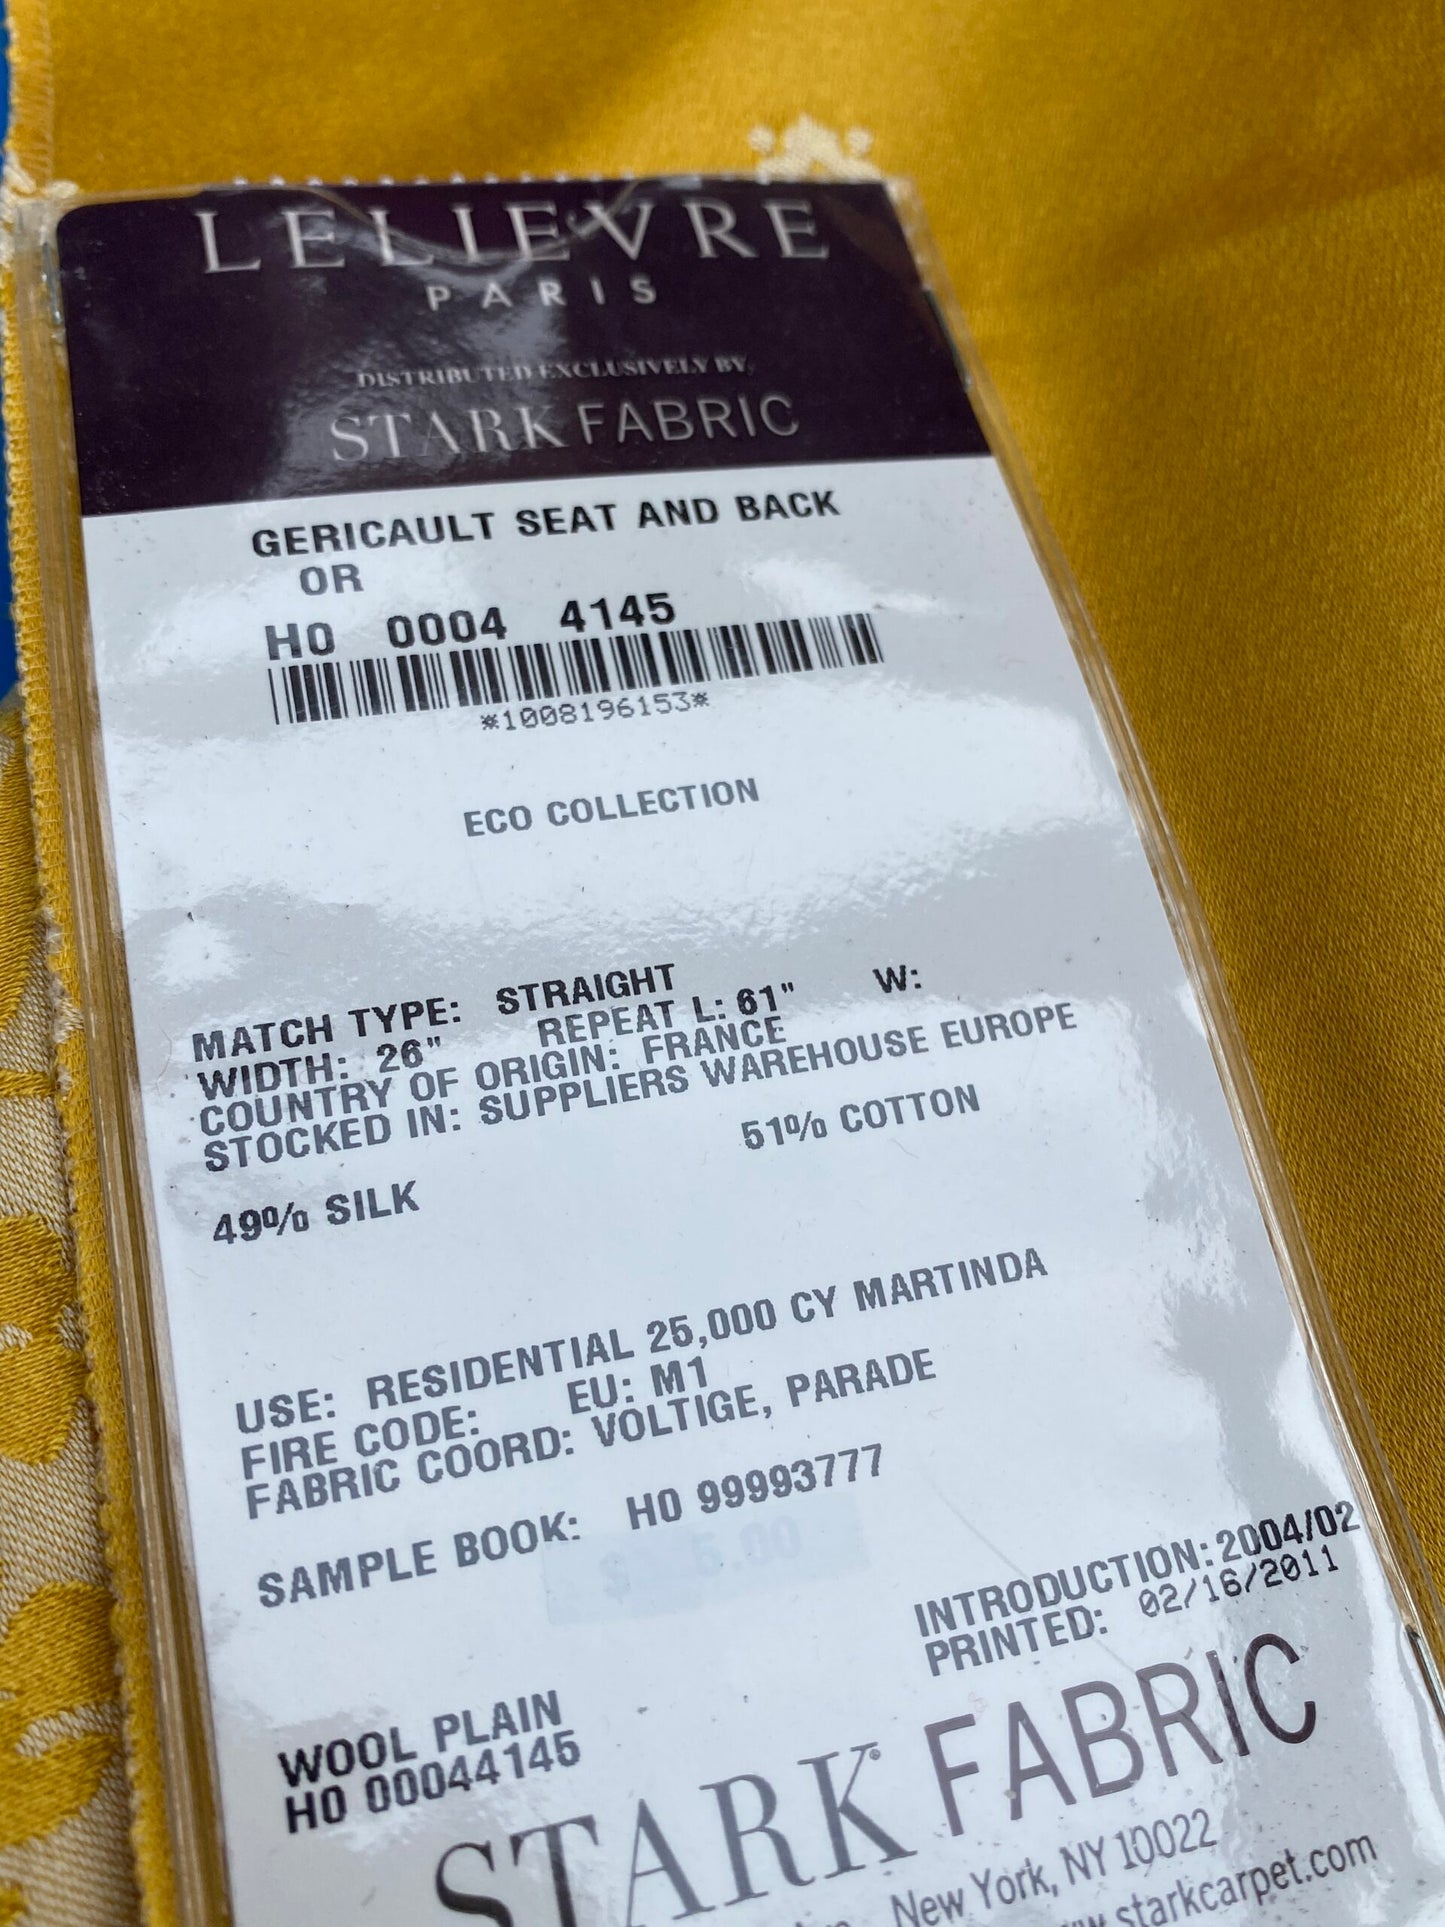 LELIEVRE
PARIS
DISTRIBUTED EXCLUSIVELY BY
STARK FABRIC
GERICAULT SEAT AND BACK
OR
HO 0004 4145
*1008196153*
ECO COLLECTION
MATCH TYPE: STRAIGHT
WIDTH: 26" REPEAT L: 61" W:
COUNTRY OF ORIGIN: FRANCE
STOCKED IN: SUPPLIERS WAREHOUSE EUROPE
51% COTTON
49% SILK
USE: RESIDENTIAL 25,000 CY MARTINDA
FIRE CODE: EU: M1
FABRIC COORD: VOLTIGE, PARADE
SAMPLE BOOK: HO 99993777
INTRODUCTION: 2004/02
PRINTED: 02/16/2011
WOOL PLAIN
HO 00044145
STARK FABRIC
New York, NY 10022
starkcarpet.com